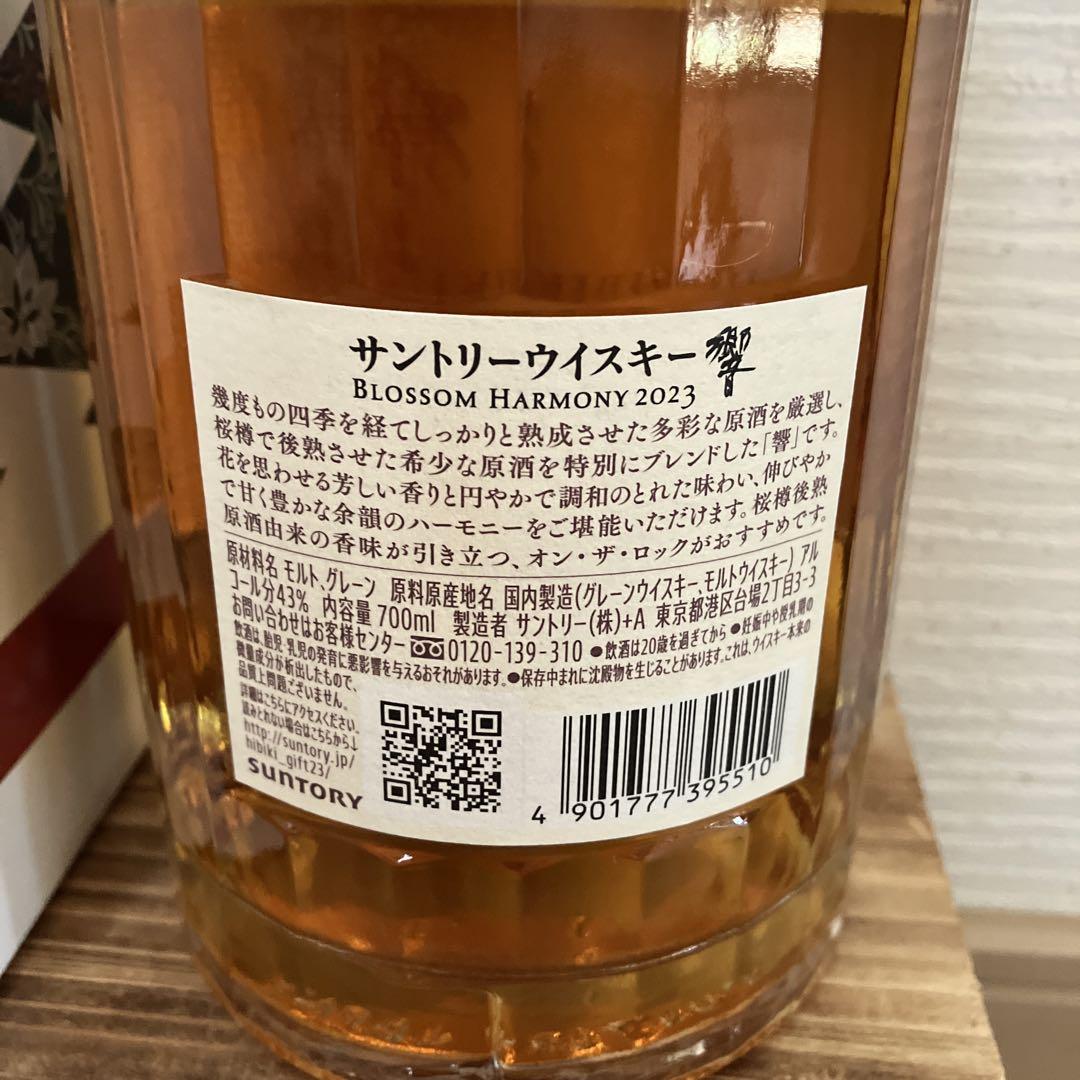 サントリーウイスキー 響
BLOSSOM HARMONY 2023
幾度もの四季を経てしっかりと熟成させた多彩な原酒を厳選し、
桜樽で後熟させた希少な原酒を特別にブレンドした「響」です。
花を思わせる芳しい香りと円やかで調和のとれた味わい、伸びやか
で甘く豊かな余韻のハーモニーをご堪能いただけます。桜樽後熟
原酒由来の香味が引き立つ、オン・ザ・ロックがおすすめです。
原材料名 モルト、グレーン 原料原産地名 国内製造(グレーンウイスキー、モルトウイスキー) アル
コール分43% 内容量 700ml 製造者 サントリー(株)+A 東京都港区台場2丁目3-3
お問い合わせはお客様センター 0120-139-310 ●飲酒は20歳を過ぎてから ●妊娠中や授乳期の
飲酒は、胎児・乳児の発育に悪影響を与えるおそれがあります。●保存中まれに沈殿物を生じることがあります。これは、ウイスキー本来の
微量成分が析出したもので、
品質上問題ございません。
詳細はこちらにアクセスください。
読みとれない場合はこちらから↓
http://suntory.jp/
hibiki_gift23/
SUNTORY
4 901777 395510